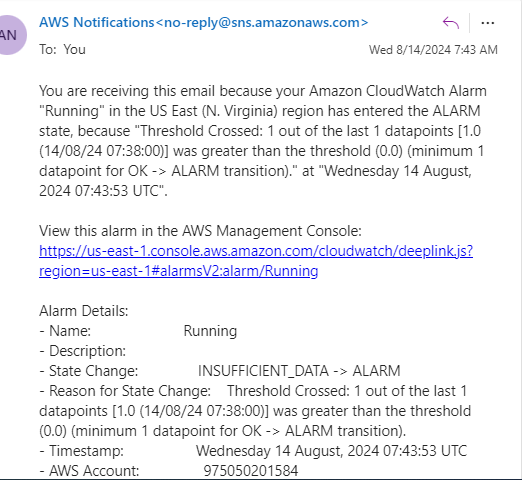 AN
AWS Notifications<no-reply@sns.amazonaws.com>
To: You
Wed 8/14/2024 7:43 AM
You are receiving this email because your Amazon CloudWatch Alarm
"Running" in the US East (N. Virginia) region has entered the ALARM
state, because "Threshold Crossed: 1 out of the last 1 datapoints [1.0
(14/08/24 07:38:00)] was greater than the threshold (0.0) (minimum 1
datapoint for OK -> ALARM transition)." at "Wednesday 14 August,
2024 07:43:53 UTC".
View this alarm in the AWS Management Console:
https://us-east-1.console.aws.amazon.com/cloudwatch/deeplink.js?
region=us-east-1#alarmsV2:alarm/Running
Alarm Details:
- Name: Running
- Description:
- State Change: INSUFFICIENT_DATA -> ALARM
- Reason for State Change: Threshold Crossed: 1 out of the last 1
datapoints [1.0 (14/08/24 07:38:00)] was greater than the threshold
(0.0) (minimum 1 datapoint for OK -> ALARM transition).
- Timestamp: Wednesday 14 August, 2024 07:43:53 UTC
- AWS Account: 975050201584